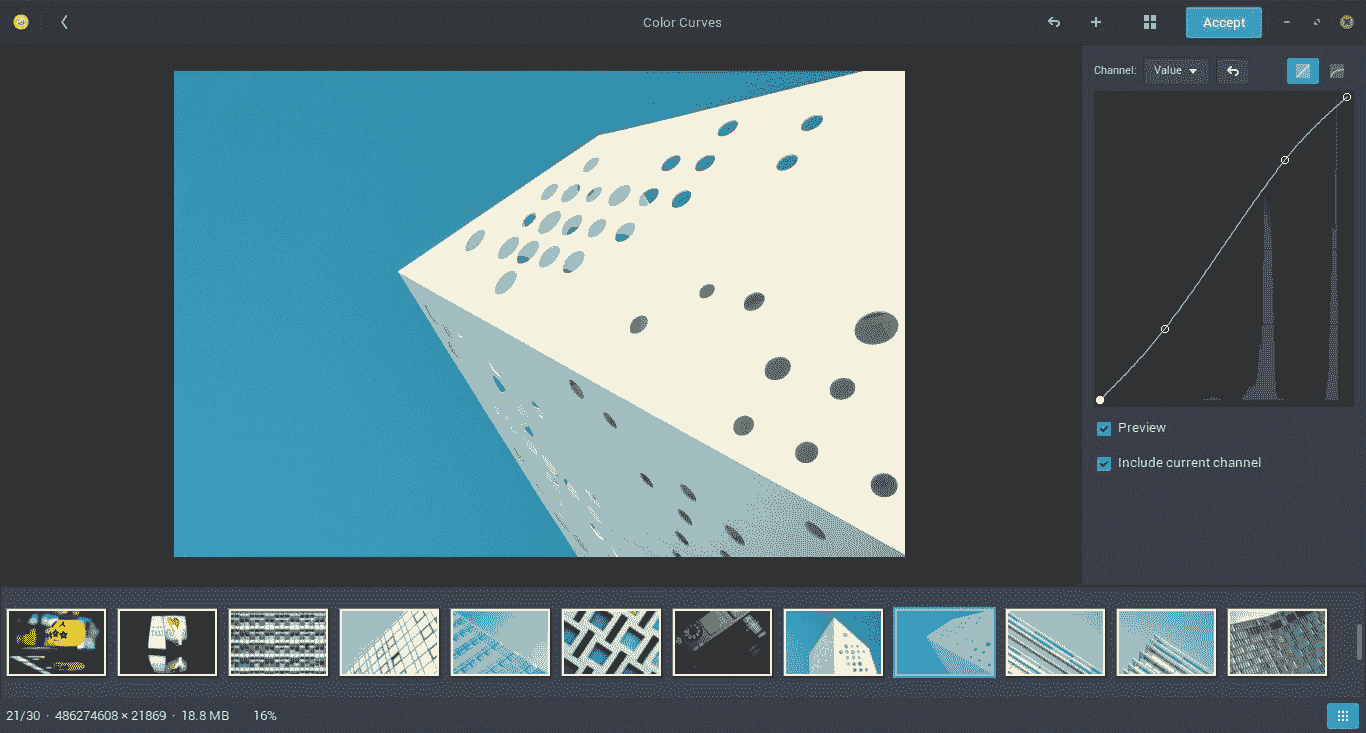 Color Curves
Accept
Channel: Value
Preview
Include current channel
21/30 · 486274608 × 21869 · 18.8 MB 16%